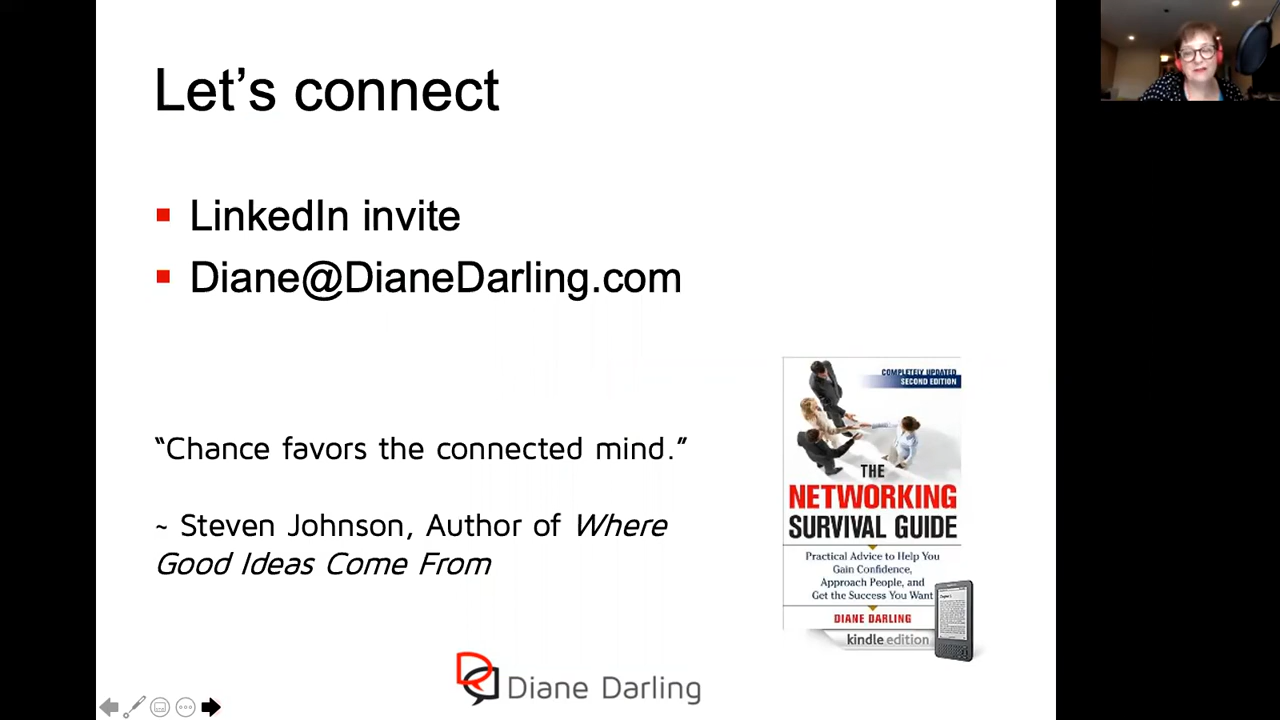 Let's connect
LinkedIn invite
Diane@DianeDarling.com
“Chance favors the connected mind.”
~ Steven Johnson, Author of Where
Good Ideas Come From
COMPLETELY UPDATED
SECOND EDITION
THE
NETWORKING
SURVIVAL GUIDE
Practical Advice to Help You
Gain Confidence,
Approach People, and
Get the Success You Want
DIANE DARLING
kindle edition
Diane Darling